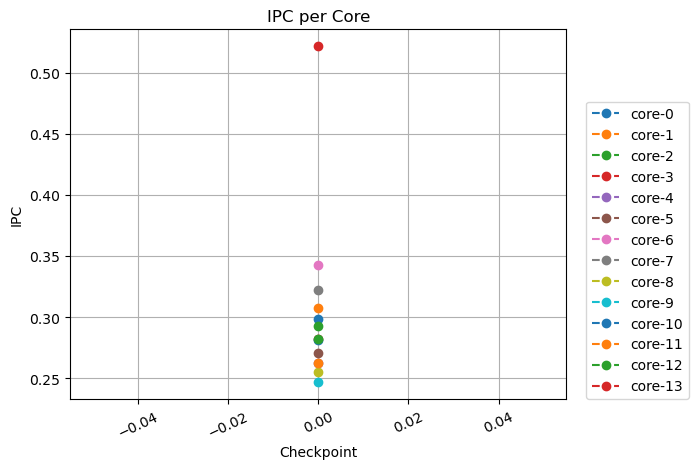 IPC per Core
IPC
0.50
0.45
0.40
0.35
0.30
0.25
−0.04
−0.02
0.00
0.02
0.04
Checkpoint
core-0
core-1
core-2
core-3
core-4
core-5
core-6
core-7
core-8
core-9
core-10
core-11
core-12
core-13